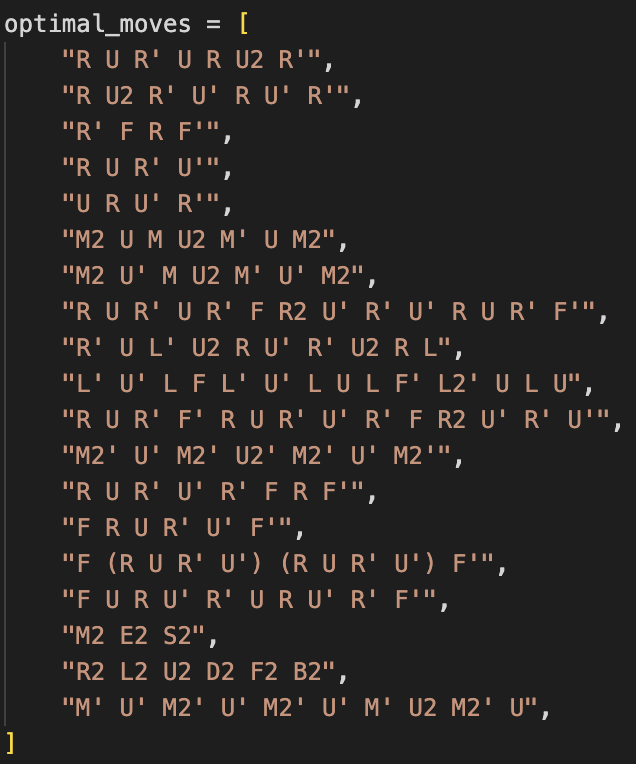 optimal_moves = [
"R U R' U R U2 R'",
"R U2 R' U' R U' R'",
"R' F R F'",
"R U R' U'",
"U R U' R'",
"M2 U M U2 M' U M2",
"M2 U' M U2 M' U' M2",
"R U R' U R' F R2 U' R' U' R U R' F'",
"R' U L' U2 R U' R' U2 R L",
"L' U' L F L' U' L U L F' L2' U L U",
"R U R' F' R U R' U' R' F R2 U' R' U'",
"M2' U' M2' U2' M2' U' M2'",
"R U R' U' R' F R F'",
"F R U R' U' F'",
"F (R U R' U') (R U R' U') F'",
"F U R U' R' U R U' R' F'",
"M2 E2 S2",
"R2 L2 U2 D2 F2 B2",
"M' U' M2' U' M2' U' M' U2 M2' U",
]